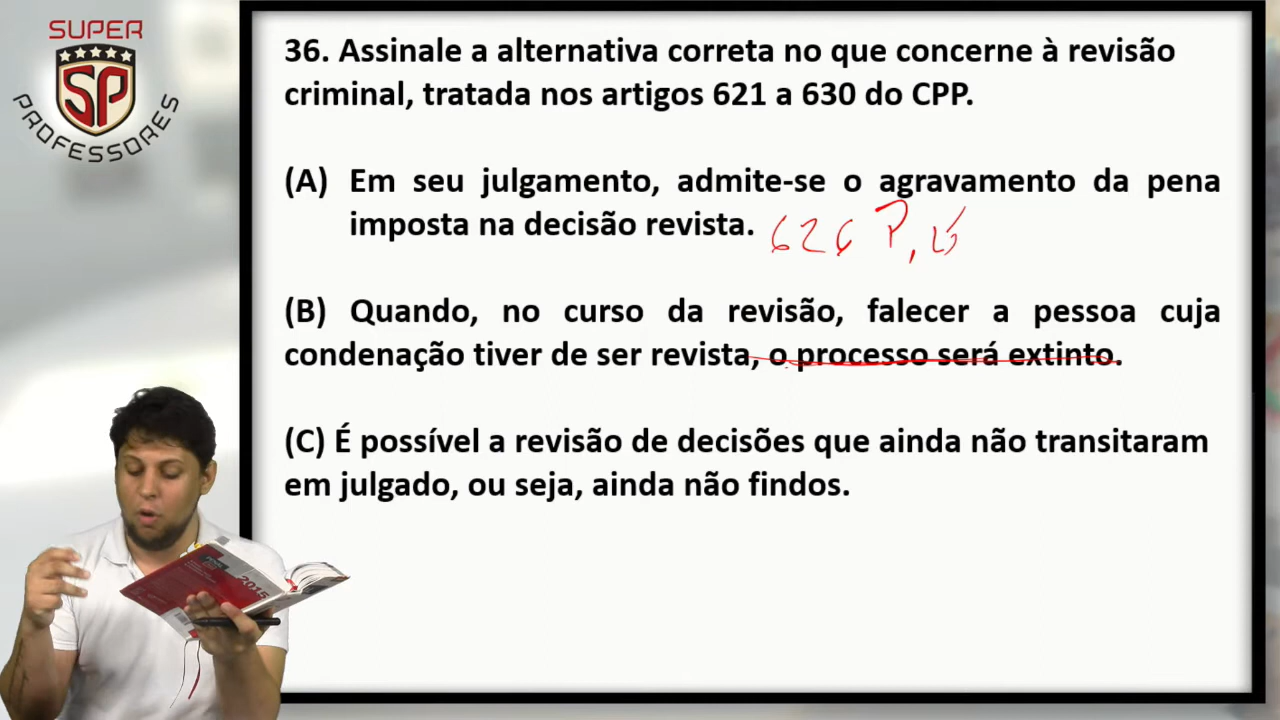 SUPER
SP
PROFESSORES
36. Assinale a alternativa correta no que concerne à revisão
criminal, tratada nos artigos 621 a 630 do CPP.
(A) Em seu julgamento, admite-se o agravamento da pena
imposta na decisão revista.
626 P,
(B) Quando, no curso da revisão, falecer a pessoa cuja
condenação tiver de ser revista, o processo será extinto.
(C) É possível a revisão de decisões que ainda não transitaram
em julgado, ou seja, ainda não findos.
2015